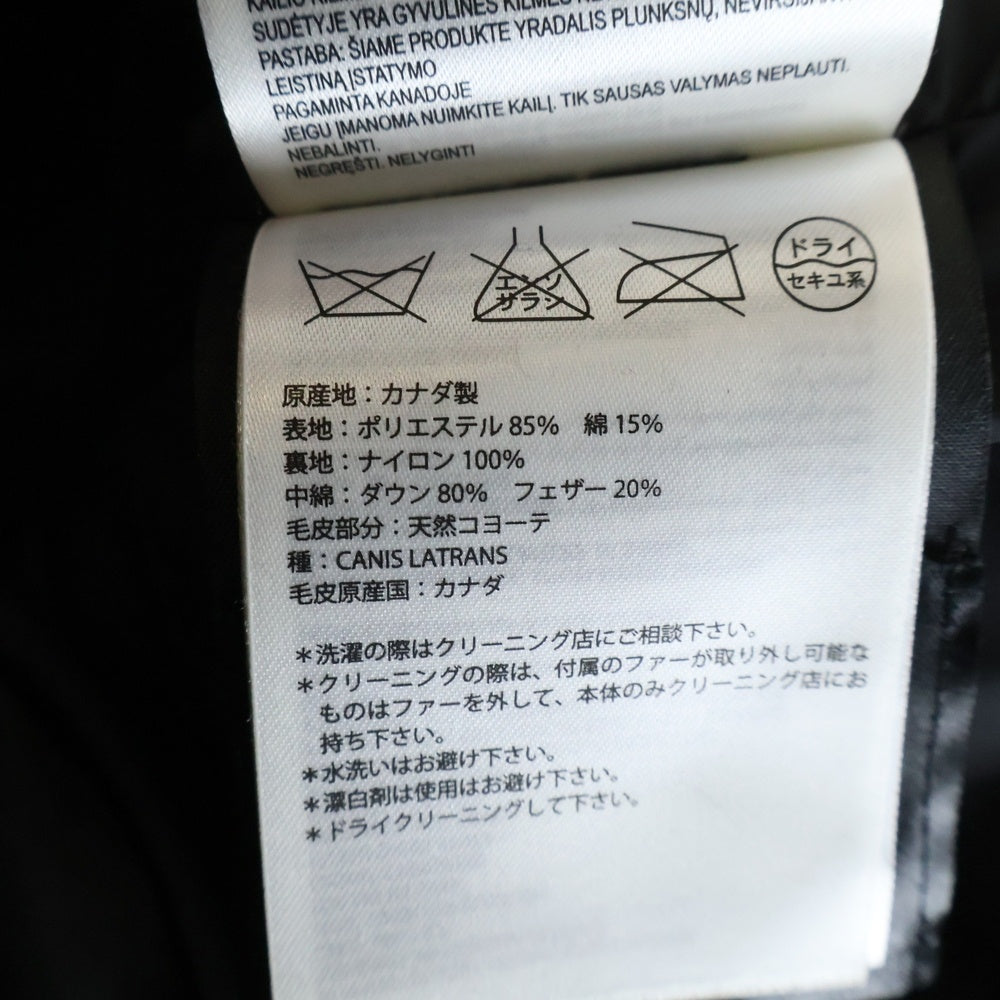 SUDĖTYJE YRA GYVULINĖS KILMĖS
PASTABA: ŠIAME PRODUKTE YRADALIS PLUNKSNŲ,
LEISTINĄ ĮSTATYMO
PAGAMINTA KANADOJE
JEIGU ĮMANOMA NUIMKITE KAILĮ. TIK SAUSAS VALYMAS NEPLAUTI.
NEBALINTI.
NEGRĘŠTI. NELYGINTI
エンソ
サラシ
ドライ
セキユ系
原産地：カナダ製
表地：ポリエステル 85%　綿 15%
裏地：ナイロン 100%
中綿：ダウン 80%　フェザー 20%
毛皮部分：天然コヨーテ
種：CANIS LATRANS
毛皮原産国：カナダ
＊洗濯の際はクリーニング店にご相談下さい。
＊クリーニングの際は、付属のファーが取り外し可能な
ものはファーを外して、本体のみクリーニング店にお
持ち下さい。
＊水洗いはお避け下さい。
＊漂白剤は使用はお避け下さい。
＊ドライクリーニングして下さい。